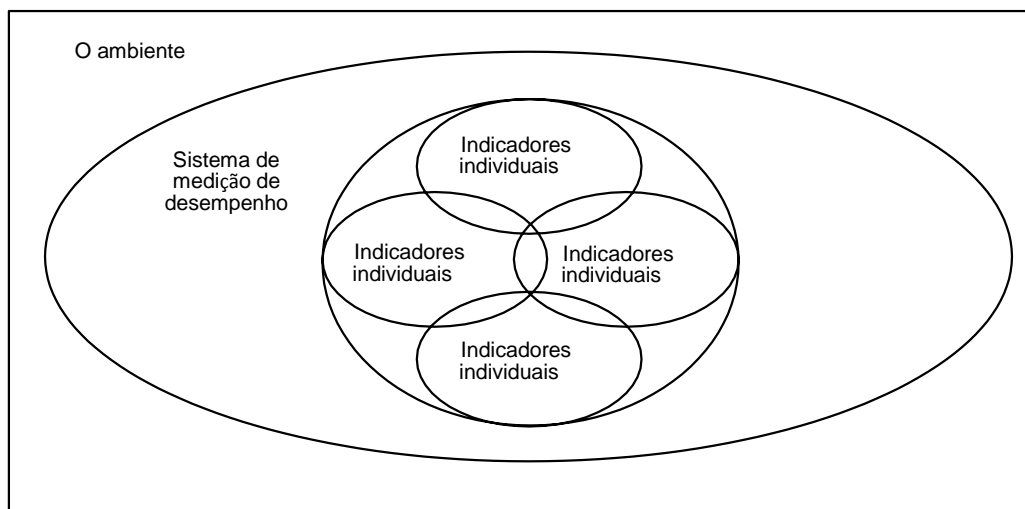 O ambiente
Indicadores
individuais
Sistema de
medição de
desempenho
Indicadores
individuais
Indicadores
individuais
Indicadores
individuais